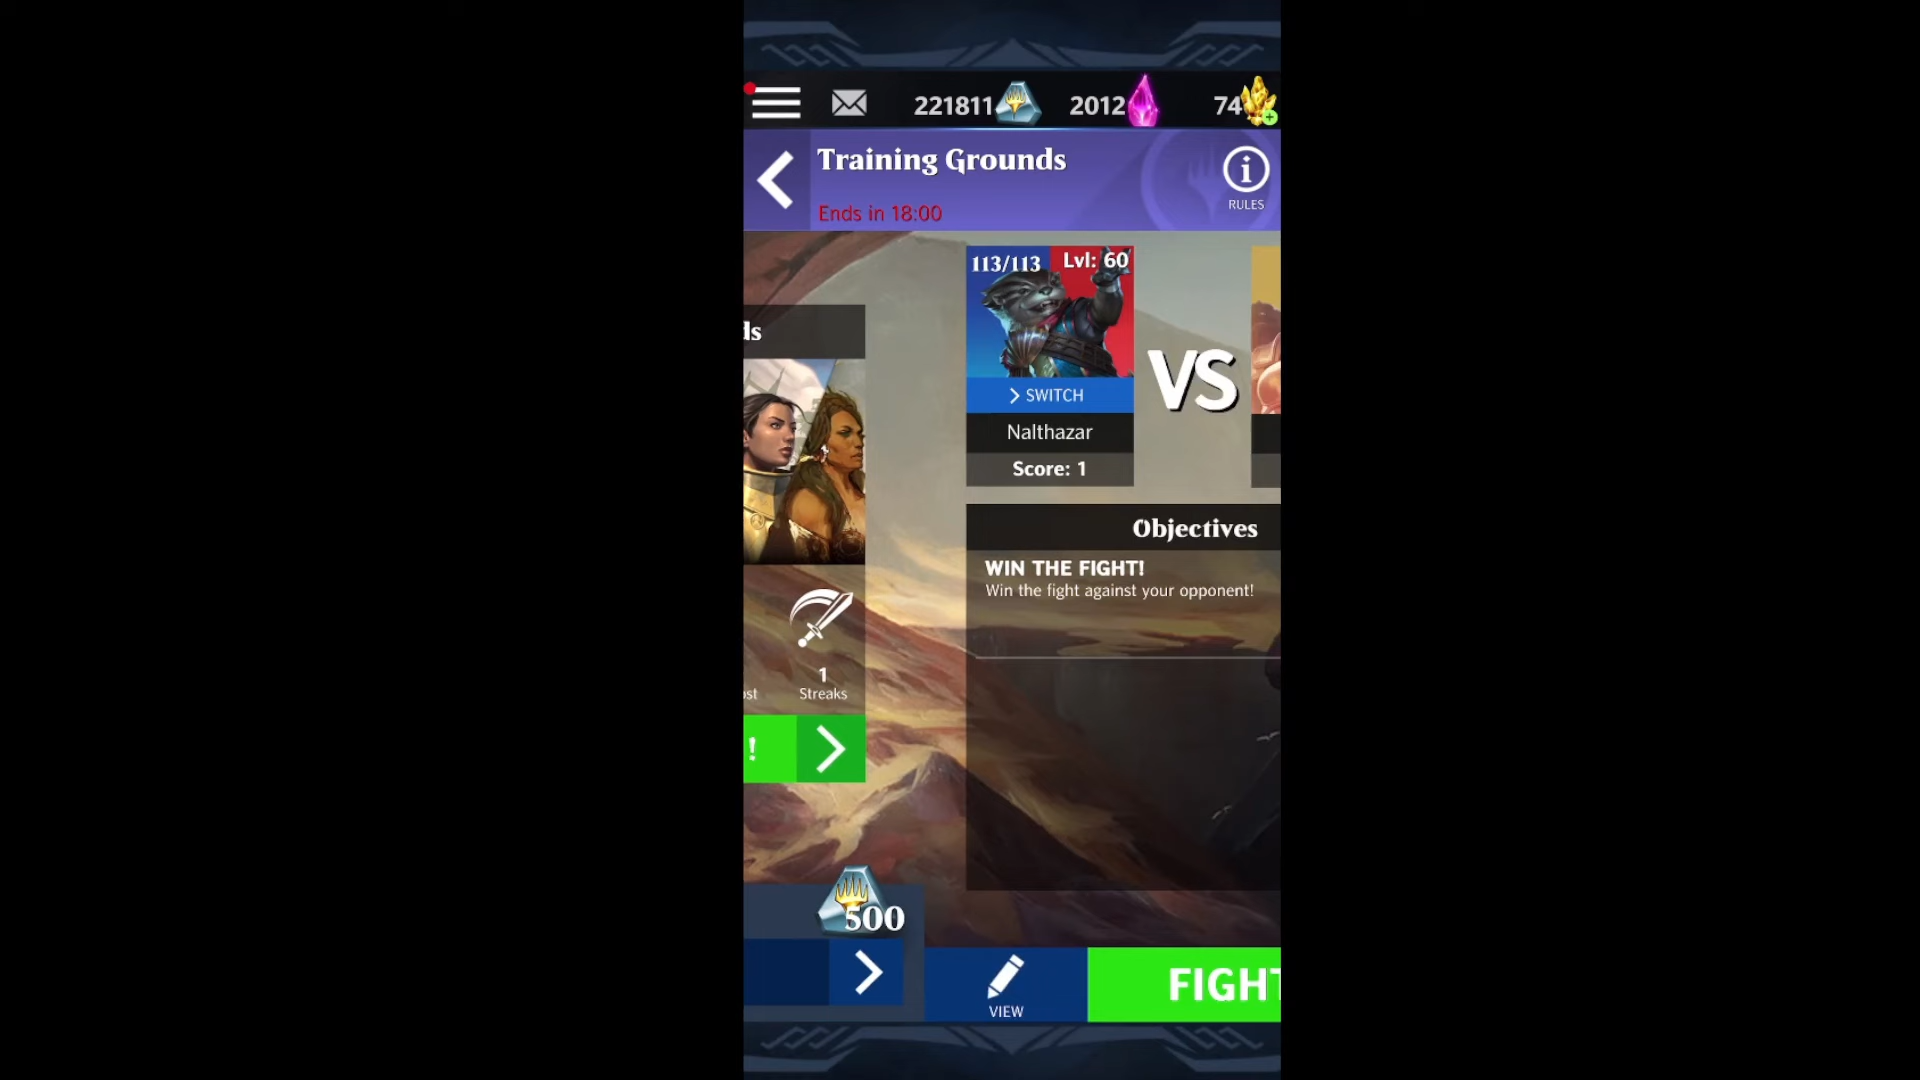 221811
2012
74
Training Grounds
Ends in 18:00
RULES
113/113
Lvl: 60
VS
SWITCH
Nalthazar
Score: 1
Objectives
WIN THE FIGHT!
Win the fight against your opponent!
1
Streaks
!
500
VIEW
FIGHT